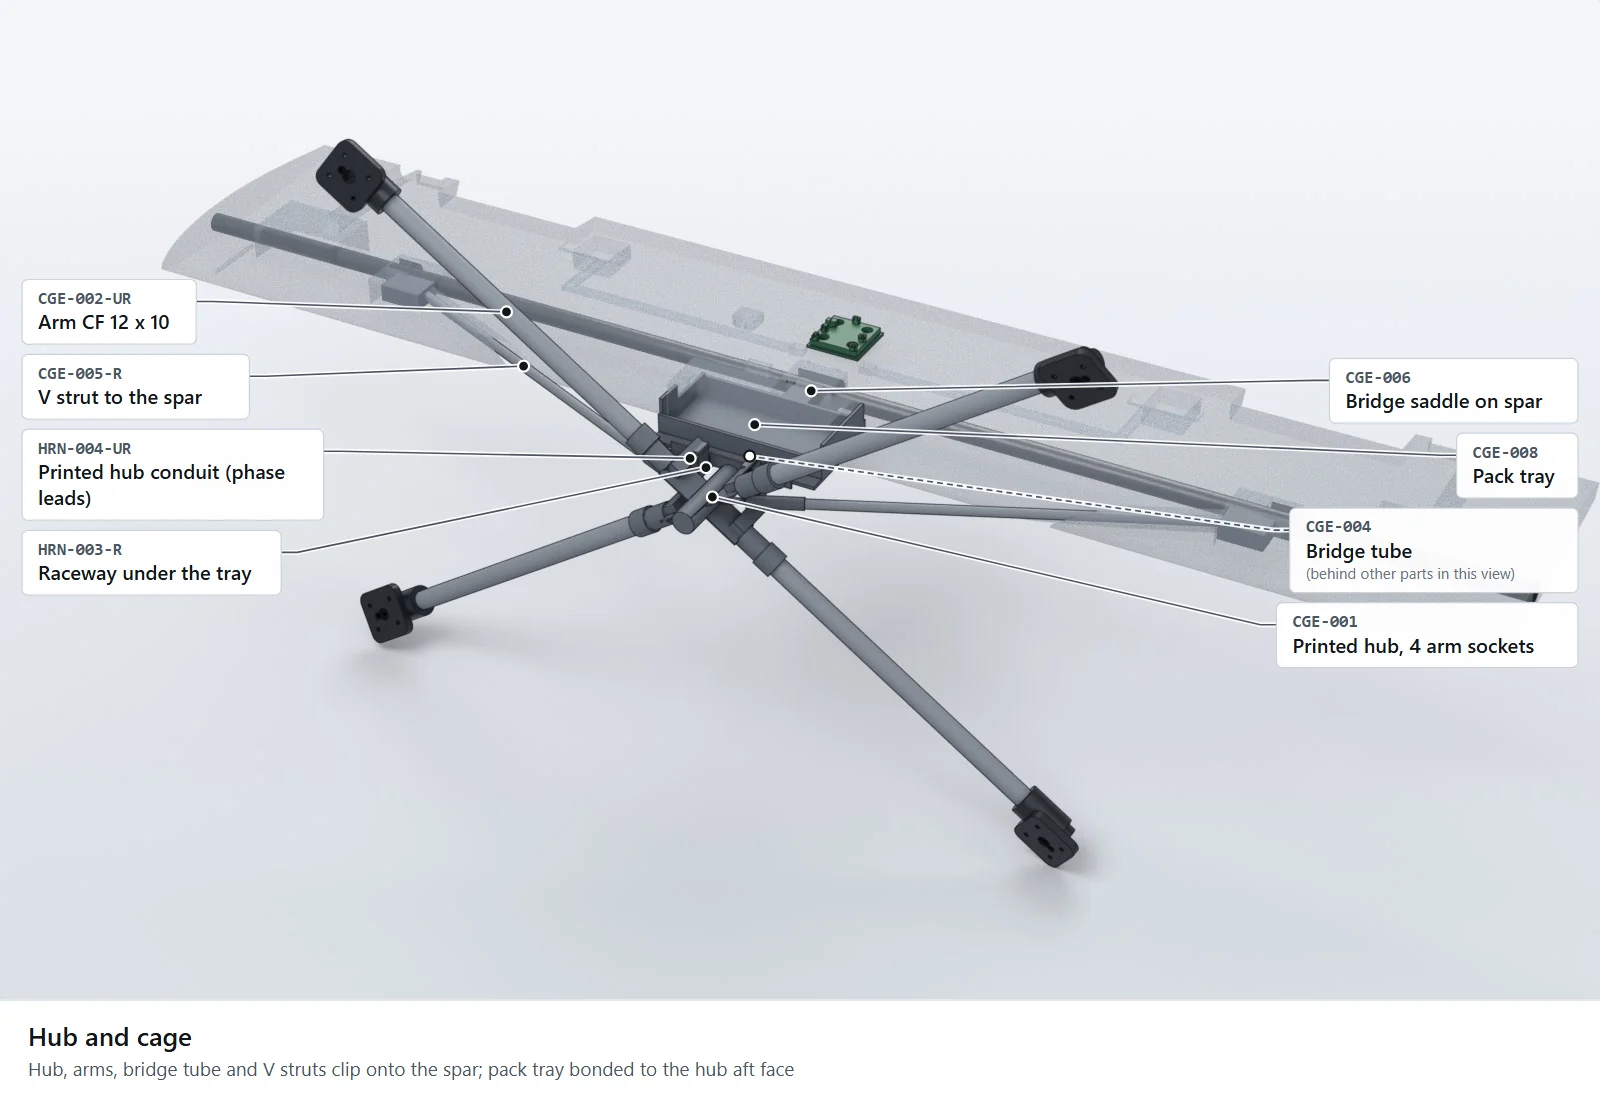 CGE-002-UR
Arm CF 12 x 10
CGE-005-R
V strut to the spar
HRN-004-UR
Printed hub conduit (phase
leads)
HRN-003-R
Raceway under the tray
CGE-006
Bridge saddle on spar
CGE-008
Pack tray
CGE-004
Bridge tube
(behind other parts in this view)
CGE-001
Printed hub, 4 arm sockets
Hub and cage
Hub, arms, bridge tube and V struts clip onto the spar; pack tray bonded to the hub aft face